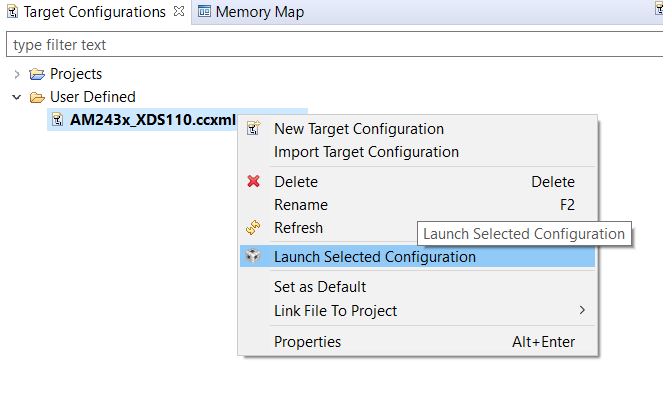 Target Configurations
Memory Map
type filter text
Projects
User Defined
AM243x_XDS110.ccxml
New Target Configuration
Import Target Configuration
Delete Delete
Rename F2
Refresh
Launch Selected Configuration
Launch Selected Configuration
Set as Default
Link File To Project
Properties Alt+Enter